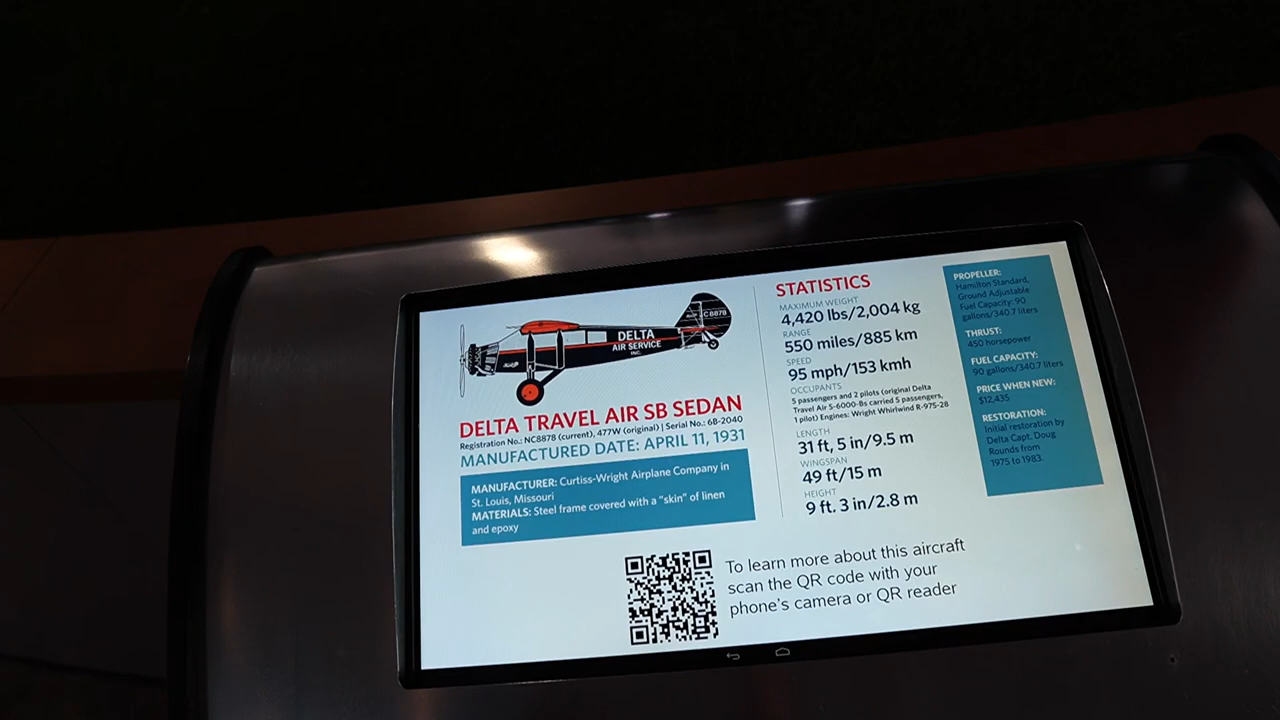 DELTA
AIR SERVICE
INC.
C8878
DELTA TRAVEL AIR SB SEDAN
Registration No.: NC8878 (current), 477W (original) | Serial No.: 6B-2040
MANUFACTURED DATE: APRIL 11, 1931
MANUFACTURER: Curtiss-Wright Airplane Company in
St. Louis, Missouri
MATERIALS: Steel frame covered with a “skin” of linen
and epoxy
STATISTICS
MAXIMUM WEIGHT
4,420 lbs/2,004 kg
RANGE
550 miles/885 km
SPEED
95 mph/153 kmh
OCCUPANTS
5 passengers and 2 pilots (original Delta
Travel Air S-6000-Bs carried 5 passengers,
1 pilot) Engines: Wright Whirlwind R-975-28
LENGTH
31 ft, 5 in/9.5 m
WINGSPAN
49 ft/15 m
HEIGHT
9 ft. 3 in/2.8 m
PROPELLER:
Hamilton Standard,
Ground Adjustable
Fuel Capacity: 90
gallons/340.7 liters
THRUST:
450 horsepower
FUEL CAPACITY:
90 gallons/340.7 liters
PRICE WHEN NEW:
$12,435
RESTORATION:
Initial restoration by
Delta Capt. Doug
Rounds from
1975 to 1983.
To learn more about this aircraft
scan the QR code with your
phone's camera or QR reader